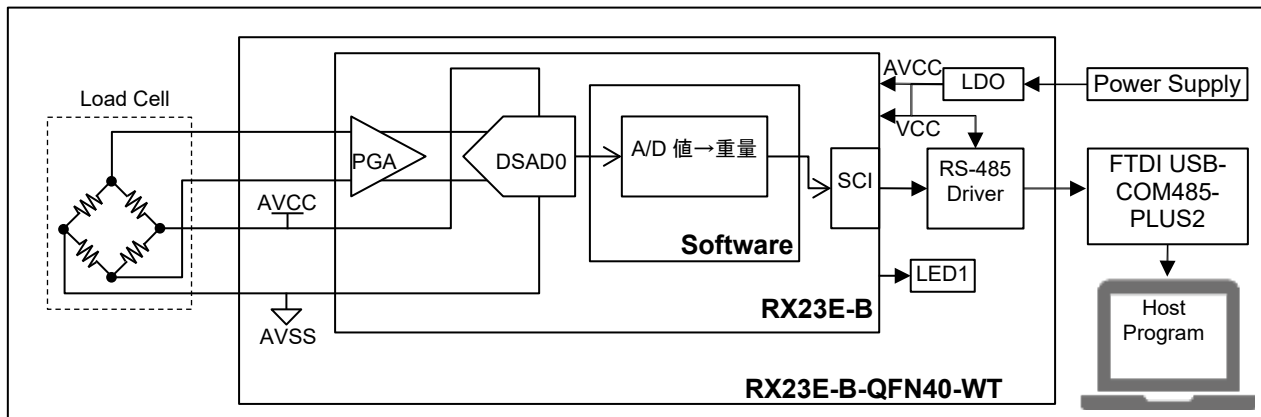 Load Cell
PGA
DSAD0
A/D 値→重量
Software
SCI
AVCC
VCC
LDO
Power Supply
RS-485
Driver
FTDI USB-
COM485-
PLUS2
LED1
AVCC
AVSS
RX23E-B
RX23E-B-QFN40-WT
Host
Program